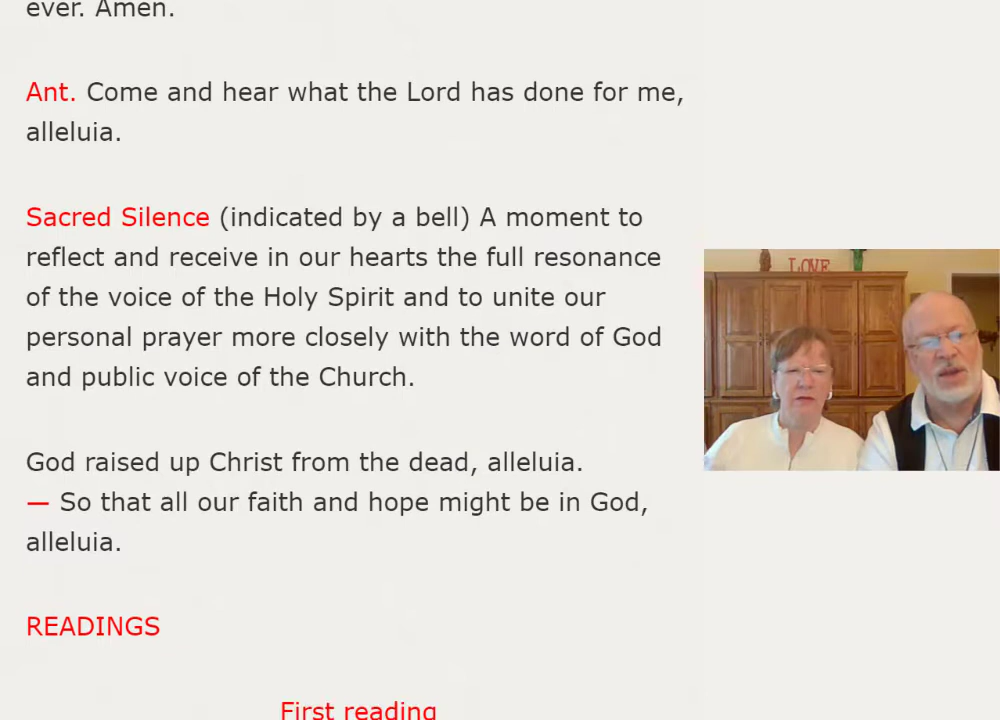 ever. Amen.
Ant. Come and hear what the Lord has done for me,
alleluia.
Sacred Silence (indicated by a bell) A moment to
reflect and receive in our hearts the full resonance
of the voice of the Holy Spirit and to unite our
personal prayer more closely with the word of God
and public voice of the Church.
LOVE
God raised up Christ from the dead, alleluia.
— So that all our faith and hope might be in God,
alleluia.
READINGS
First reading